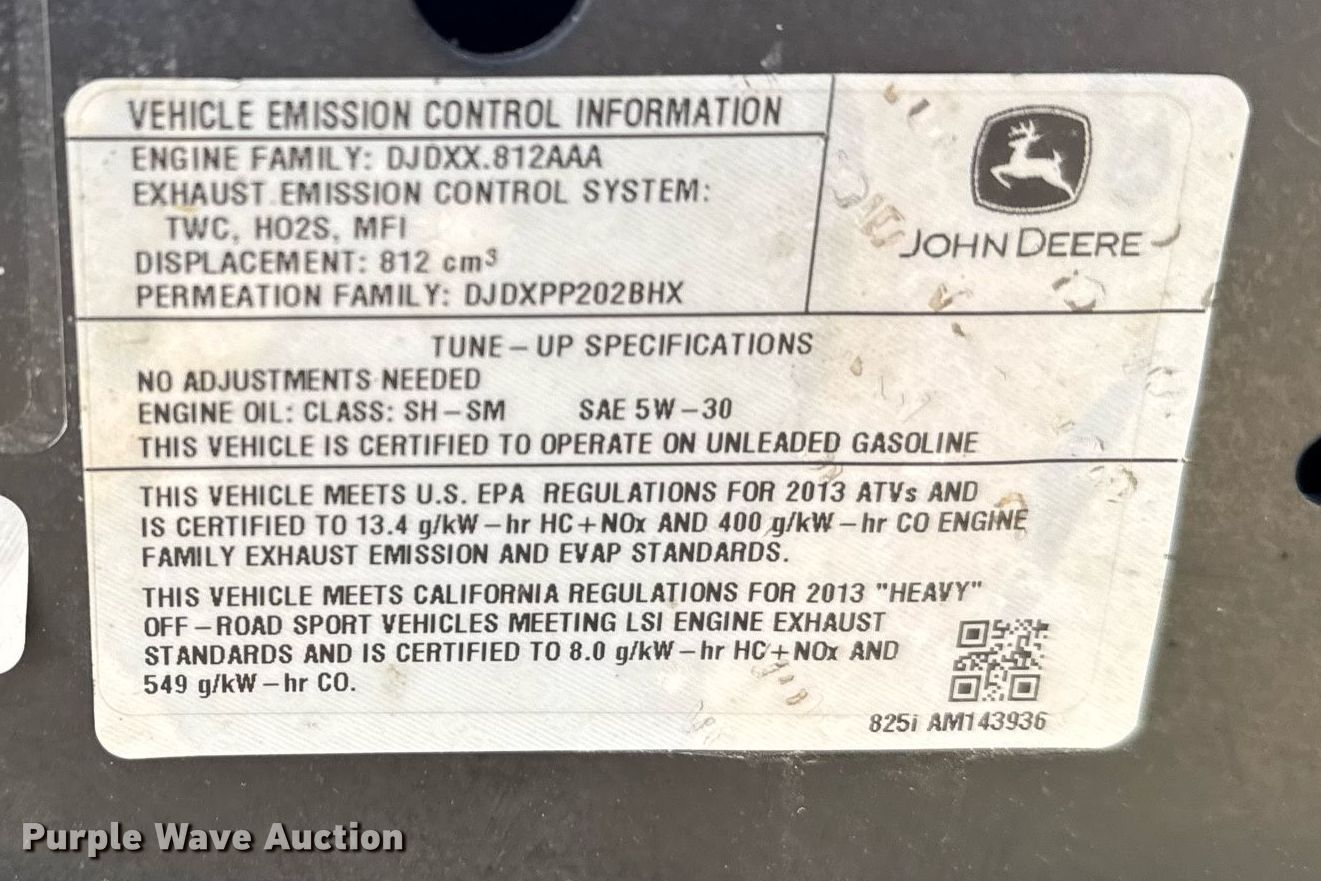 VEHICLE EMISSION CONTROL INFORMATION
ENGINE FAMILY: DJDXX.812AAA
EXHAUST EMISSION CONTROL SYSTEM:
TWC, HO2S, MFI
DISPLACEMENT: 812 cm³
PERMEATION FAMILY: DJDXPP202BHX
JOHN DEERE
TUNE-UP SPECIFICATIONS
NO ADJUSTMENTS NEEDED
ENGINE OIL: CLASS: SH-SM SAE 5W-30
THIS VEHICLE IS CERTIFIED TO OPERATE ON UNLEADED GASOLINE
THIS VEHICLE MEETS U.S. EPA REGULATIONS FOR 2013 ATVs AND
IS CERTIFIED TO 13.4 g/kW-hr HC+NOx AND 400 g/kW-hr CO ENGINE
FAMILY EXHAUST EMISSION AND EVAP STANDARDS.
THIS VEHICLE MEETS CALIFORNIA REGULATIONS FOR 2013 "HEAVY"
OFF-ROAD SPORT VEHICLES MEETING LSI ENGINE EXHAUST
STANDARDS AND IS CERTIFIED TO 8.0 g/kW-hr HC+NOx AND
549 g/kW-hr CO.
825i AM143936
Purple Wave Auction